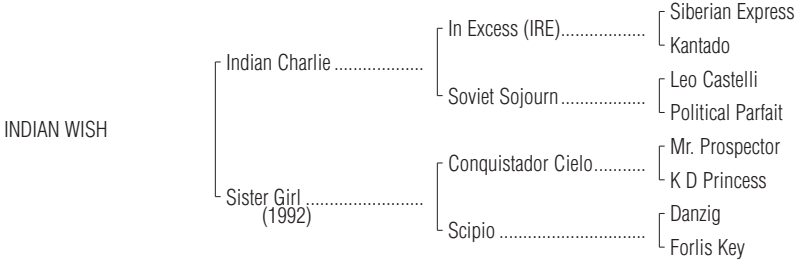 Siberian Express
In Excess (IRE)...................
Kantado
Indian Charlie ....................
Leo Castelli
Soviet Sojourn...................
Political Parfait
INDIAN WISH
Mr. Prospector
Conquistador Cielo...........
K D Princess
Sister Girl .........................
(1992)
Danzig
Scipio ...............................
Forlis Key